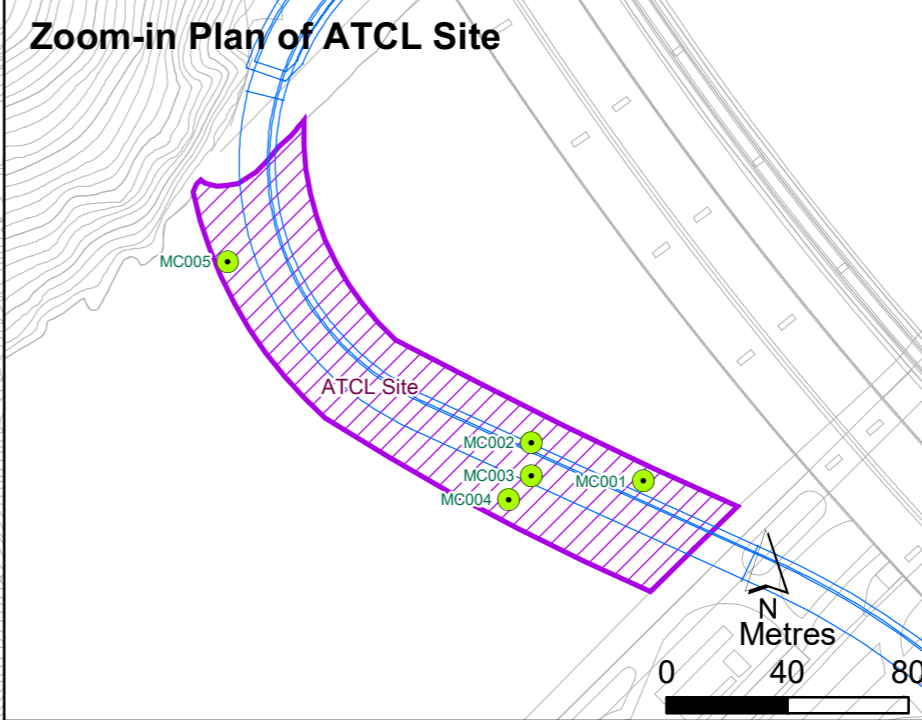 Zoom-in Plan of ATCL Site
MC005
ATCL Site
MC002
MC003
MC001
MC004
N
Metres
0 40 80